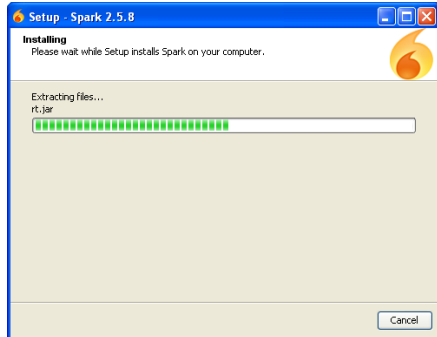 Setup - Spark 2.5.8
Installing
Please wait while Setup installs Spark on your computer.
Extracting files...
rt.jar
Cancel